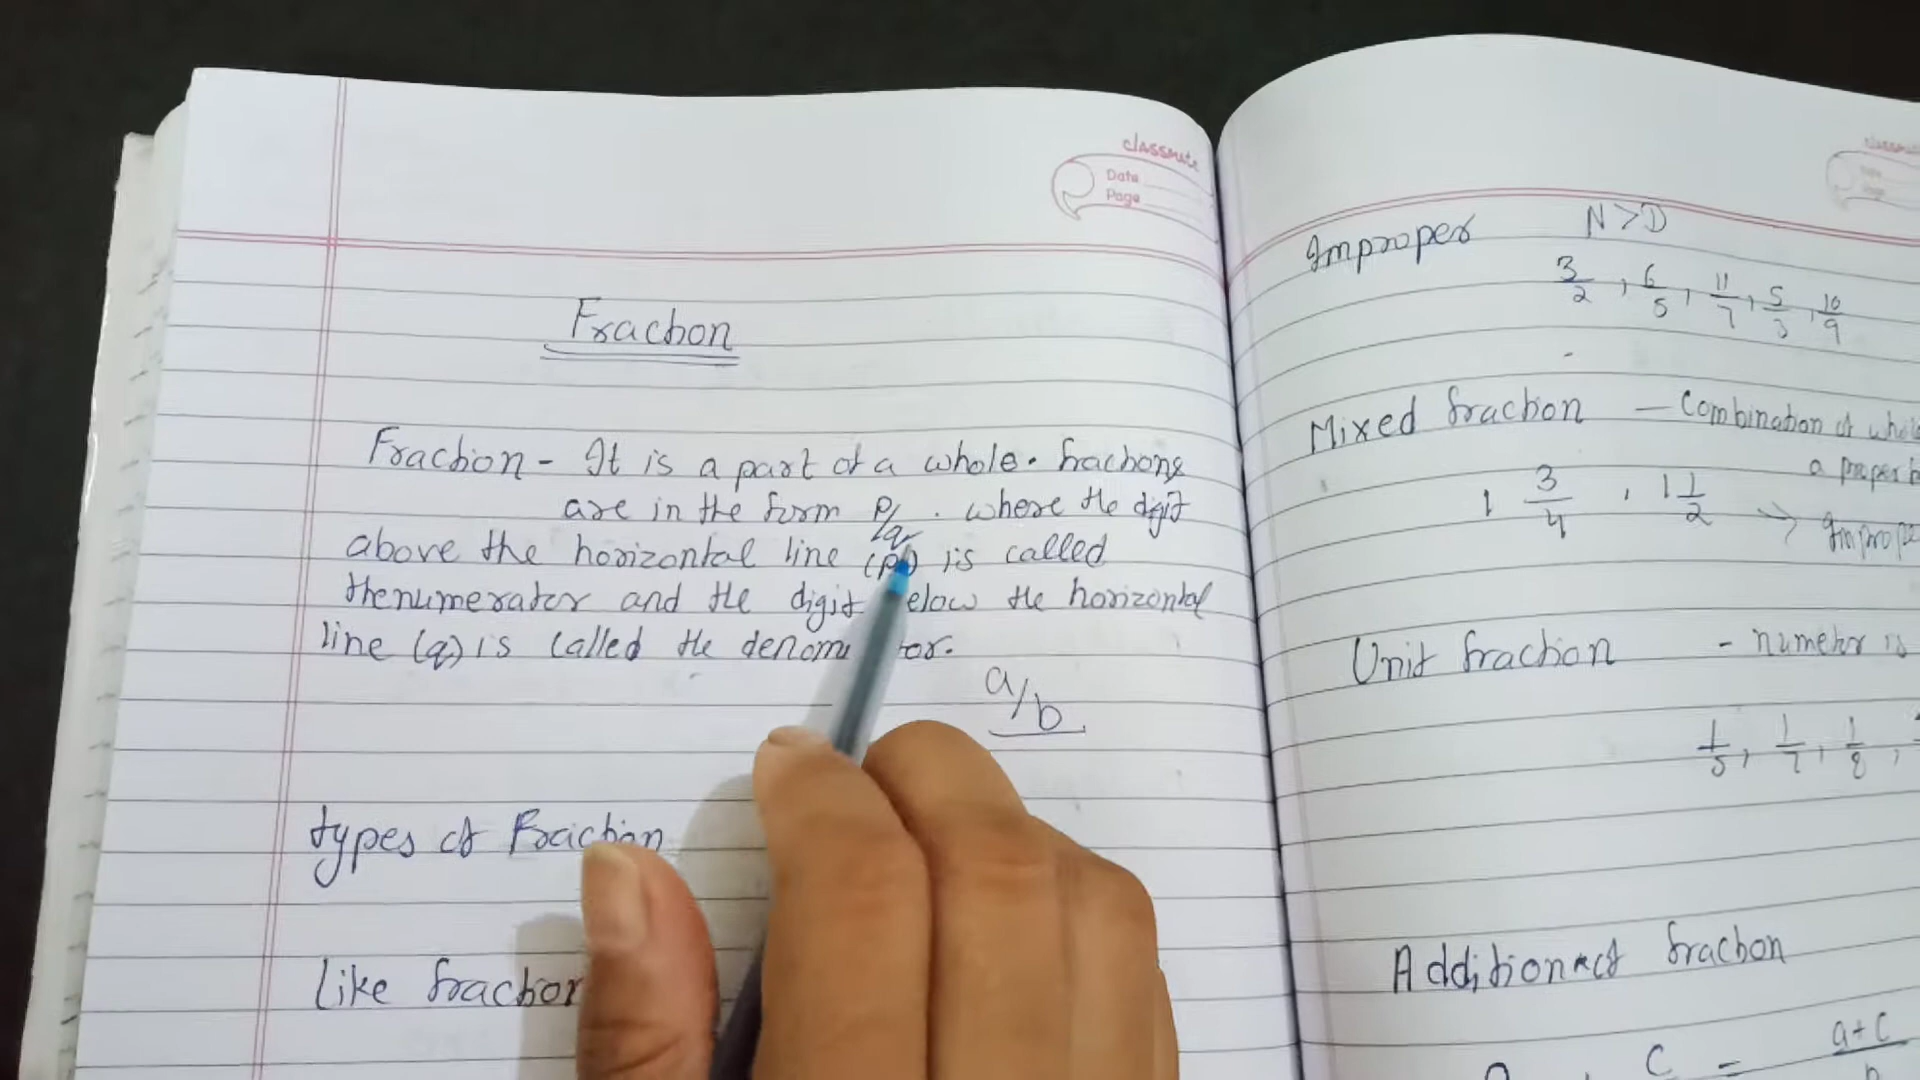 classmate
Date
Page
Fraction
Fraction - It is a part of a whole. fractions
are in the form P/q . where the digit
above the horizontal line (P) is called
the numerator and the digit below the horizontal
line (q) is called the
a/b
types of Fraction
Like fraction
classmate
Improper N>D
3/2, 6/5, 11/7, 5/3, 10/9
Mixed fraction - Combination of whole
a proper
1 3/4, 1 1/2 →
Unit fraction - numetor is
1/5, 1/7, 1/8,
Addition of fraction
C = a+c